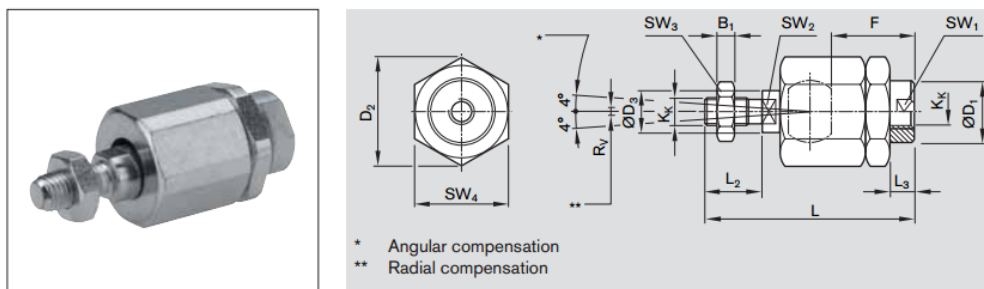 SW₃ B₁ SW₂ F SW₁
*
D₂
4°
4°
Rᵥ
ØD₃
Kₖ
Kₖ
ØD₁
**
SW₄
L₂
L₃
L
* Angular compensation
** Radial compensation